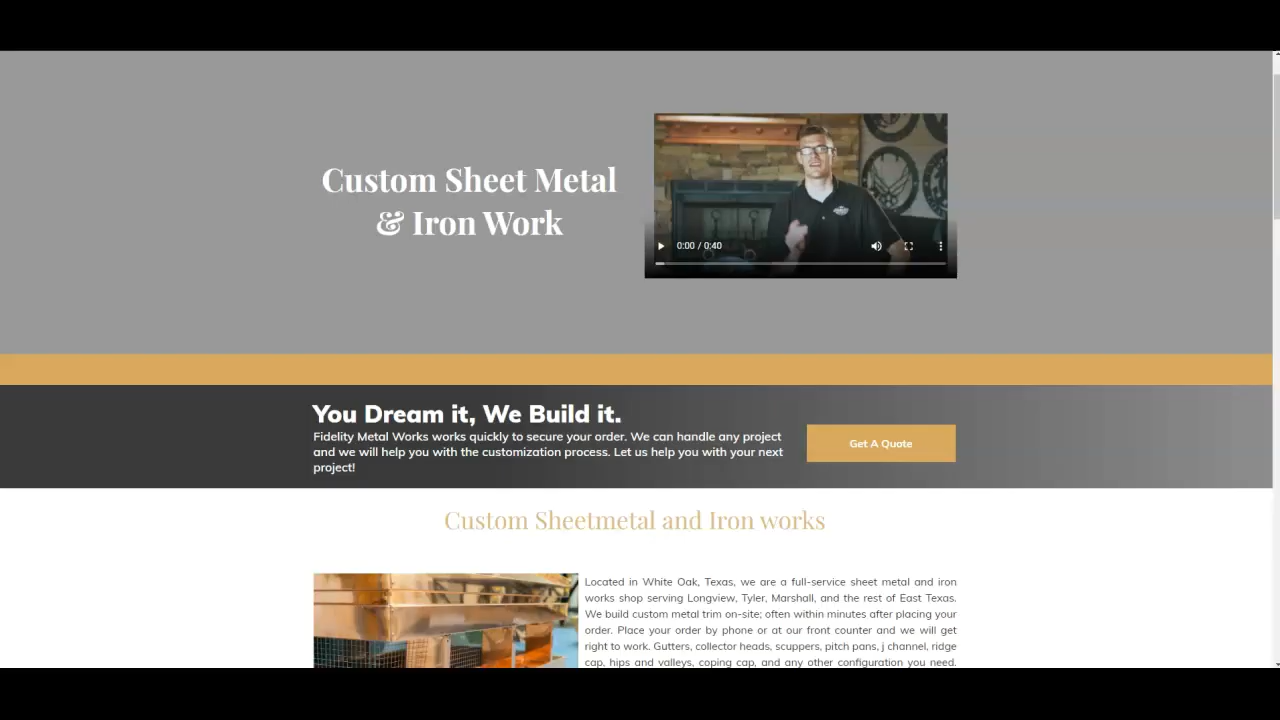 Custom Sheet Metal
& Iron Work
0:00 / 0:40
You Dream it, We Build it.
Fidelity Metal Works works quickly to secure your order. We can handle any project
and we will help you with the customization process. Let us help you with your next
project!
Get A Quote
Custom Sheetmetal and Iron works
Located in White Oak, Texas, we are a full-service sheet metal and iron
works shop serving Longview, Tyler, Marshall, and the rest of East Texas.
We build custom metal trim on-site; often within minutes after placing your
order. Place your order by phone or at our front counter and we will get
right to work. Gutters, collector heads, scuppers, pitch pans, j channel, ridge
cap, hips and valleys, coping cap, and any other configuration you need.